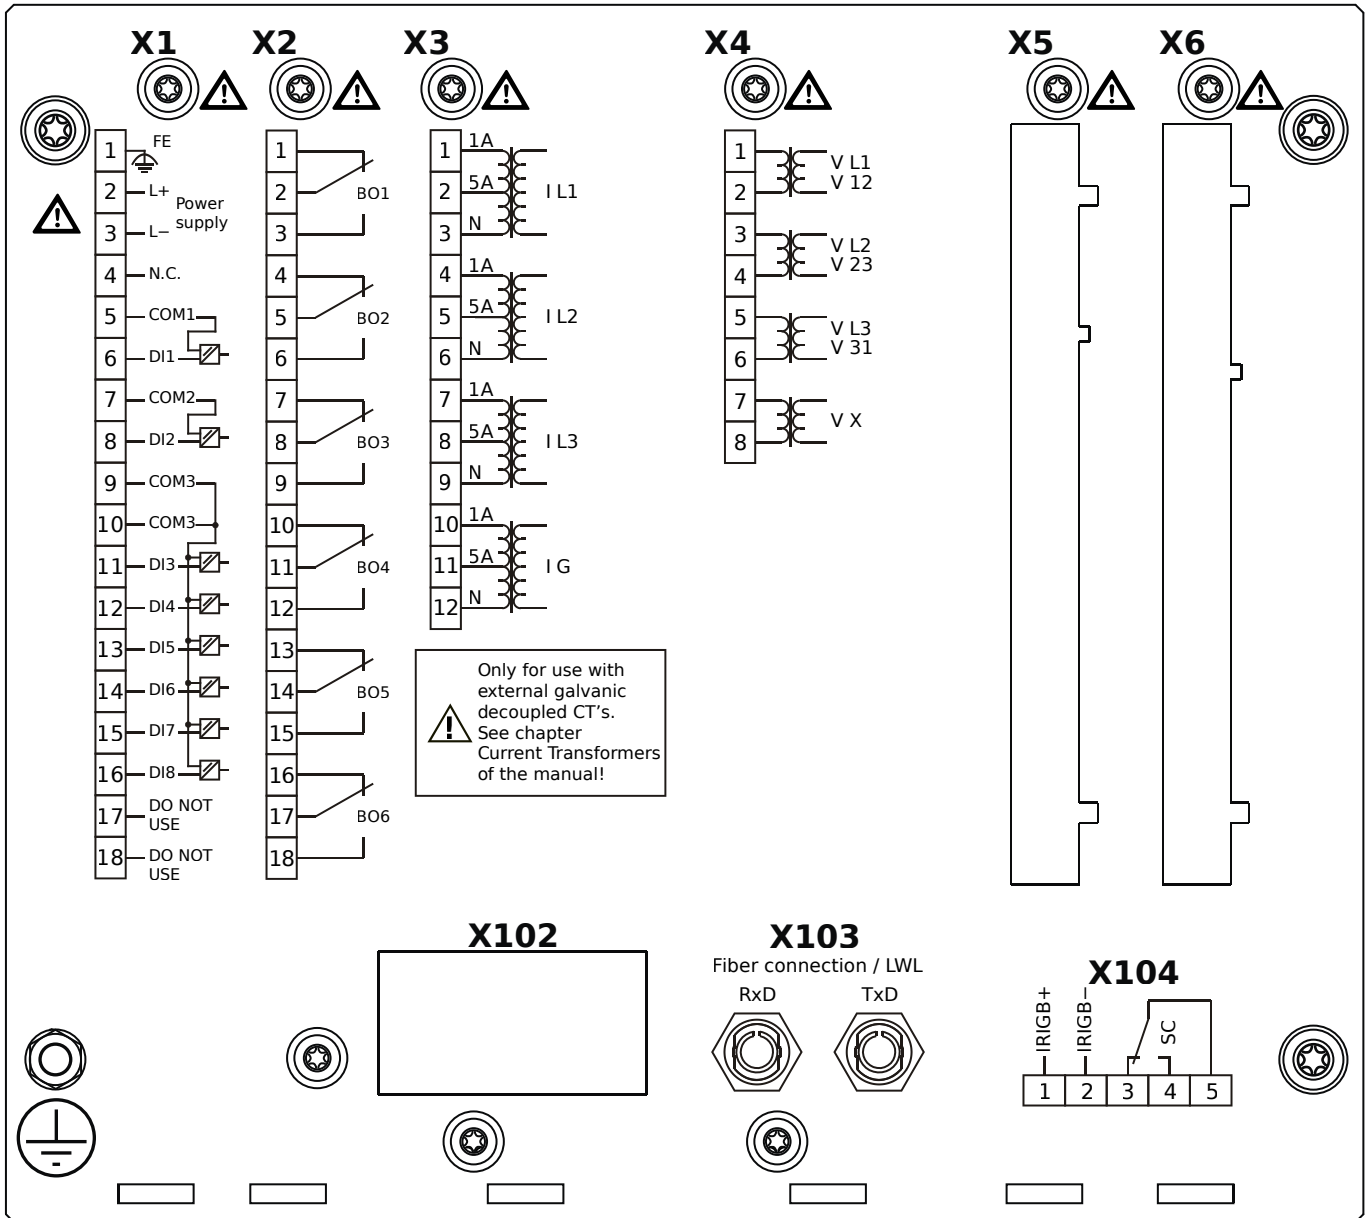 X1
X2
X3
X4
X5
X6
1
FE
2
L+
Power
supply
3
L−
4
N.C.
5
COM1
6
DI1
7
COM2
8
DI2
9
COM3
10
COM3
11
DI3
12
DI4
13
DI5
14
DI6
15
DI7
16
DI8
17
DO NOT
USE
18
DO NOT
USE
1
2
BO1
3
4
5
BO2
6
7
8
BO3
9
10
11
BO4
12
13
14
BO5
15
16
17
BO6
18
1
1A
2
5A
I L1
3
N
4
1A
5
5A
I L2
6
N
7
1A
8
5A
I L3
9
N
10
1A
11
5A
I G
12
N
Only for use with
external galvanic
decoupled CT's.
See chapter
Current Transformers
of the manual!
1
V L1
2
V 12
3
V L2
4
V 23
5
V L3
6
V 31
7
V X
8
X102
X103
Fiber connection / LWL
RxD
TxD
X104
IRIGB+
IRIGB−
SC
1
2
3
4
5